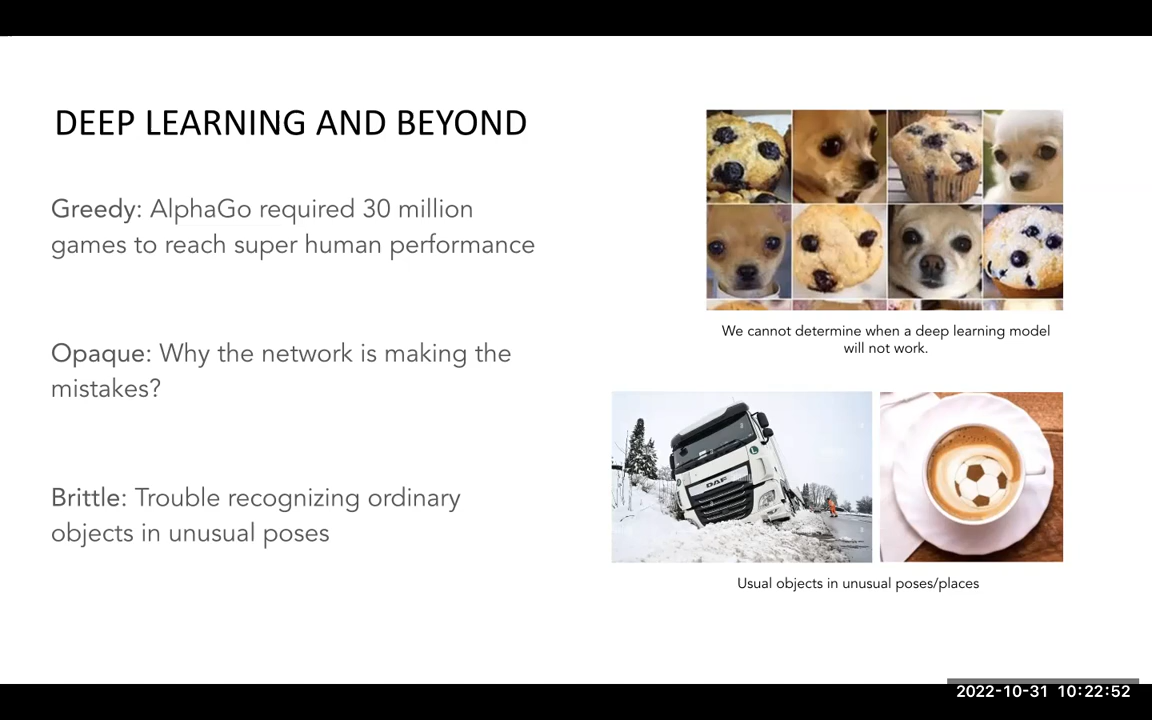 DEEP LEARNING AND BEYOND
Greedy: AlphaGo required 30 million
games to reach super human performance
Opaque: Why the network is making the
mistakes?
Brittle: Trouble recognizing ordinary
objects in unusual poses
We cannot determine when a deep learning model
will not work.
DAF
L
Usual objects in unusual poses/places
2022-10-31 10:22:52